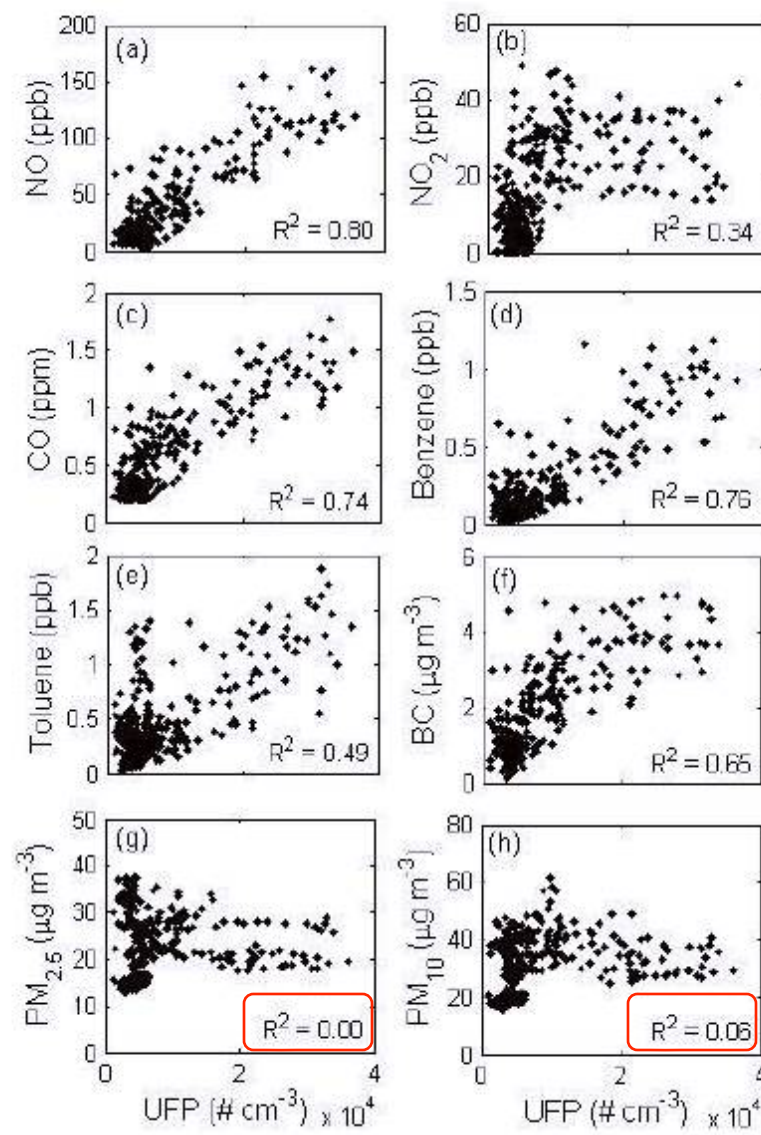 200
(a)
150
100
50
0
NO (ppb)
R² = 0.80
60
(b)
40
20
0
NO₂ (ppb)
R² = 0.34
2
(c)
1.5
1
0.5
0
CO (ppm)
R² = 0.74
1.5
(d)
1
0.5
0
Benzene (ppb)
R² = 0.76
2
(e)
1.5
1
0.5
0
Toluene (ppb)
R² = 0.49
6
(f)
4
2
0
BC (µg m⁻³)
R² = 0.65
50
(g)
40
30
20
10
0
PM₂.₅ (µg m⁻³)
R² = 0.00
0 2 4
UFP (# cm⁻³) x 10⁴
80
(h)
60
40
20
0
PM₁₀ (µg m⁻³)
R² = 0.06
0 2 4
UFP (# cm⁻³) x 10⁴